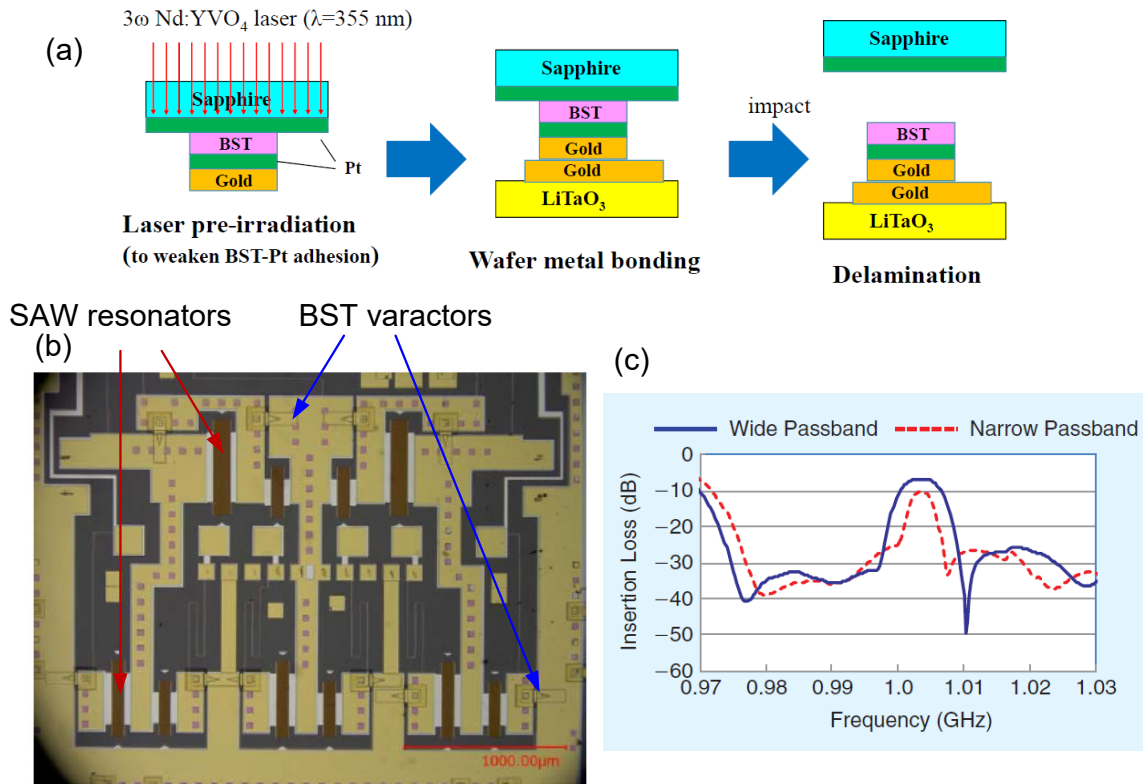 3ω Nd:YVO₄ laser (λ=355 nm)
(a)
Sapphire
BST
Gold
Pt
Laser pre-irradiation
(to weaken BST-Pt adhesion)
Sapphire
BST
Gold
Gold
LiTaO₃
Wafer metal bonding
impact
Sapphire
BST
Gold
Gold
LiTaO₃
Delamination
SAW resonators
BST varactors
(b)
1000.00μm
(c)
Wide Passband
Narrow Passband
0
−10
−20
−30
−40
−50
−60
Insertion Loss (dB)
0.97 0.98 0.99 1.0 1.01 1.02 1.03
Frequency (GHz)